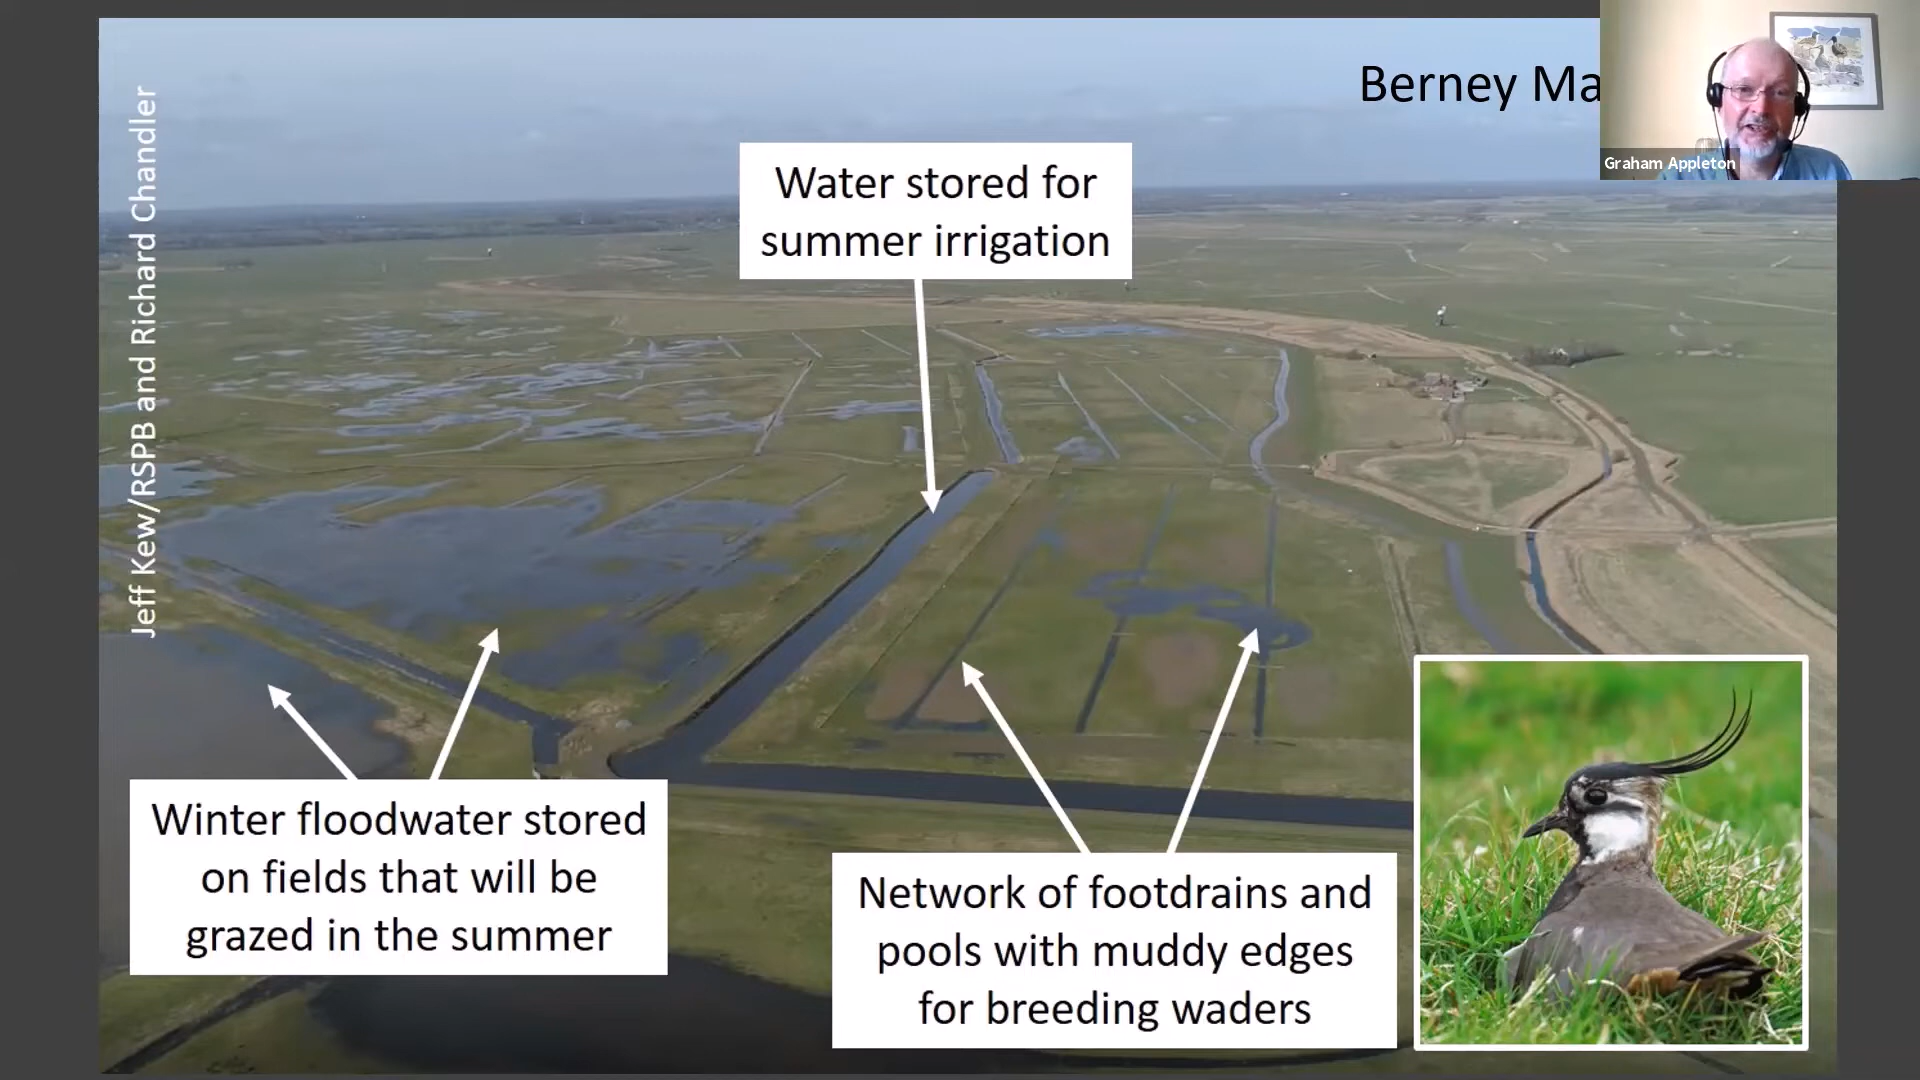 Berney Ma
Graham Appleton
Jeff Kew/RSPB and Richard Chandler
Water stored for
summer irrigation
Winter floodwater stored
on fields that will be
grazed in the summer
Network of footdrains and
pools with muddy edges
for breeding waders